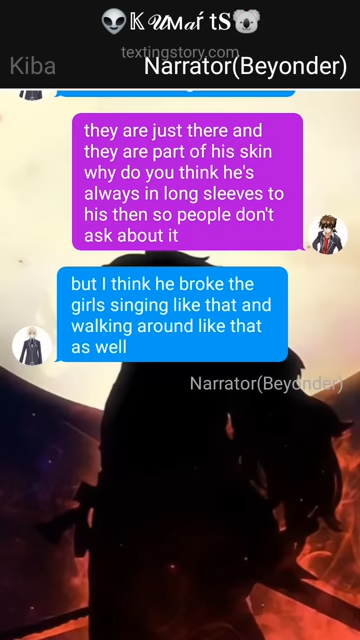 👽𝕂 𝓤ᴍ𝒂ŕ t𝐒🐨
textingstory.com
Kiba
Narrator(Beyonder)
they are just there and
they are part of his skin
why do you think he's
always in long sleeves to
his then so people don't
ask about it
but I think he broke the
girls singing like that and
walking around like that
as well
Narrator(Beyonder)